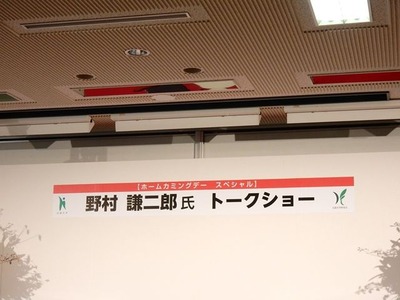 【ホームカミングデー スペシャル】
野村 謙二郎 氏 トークショー